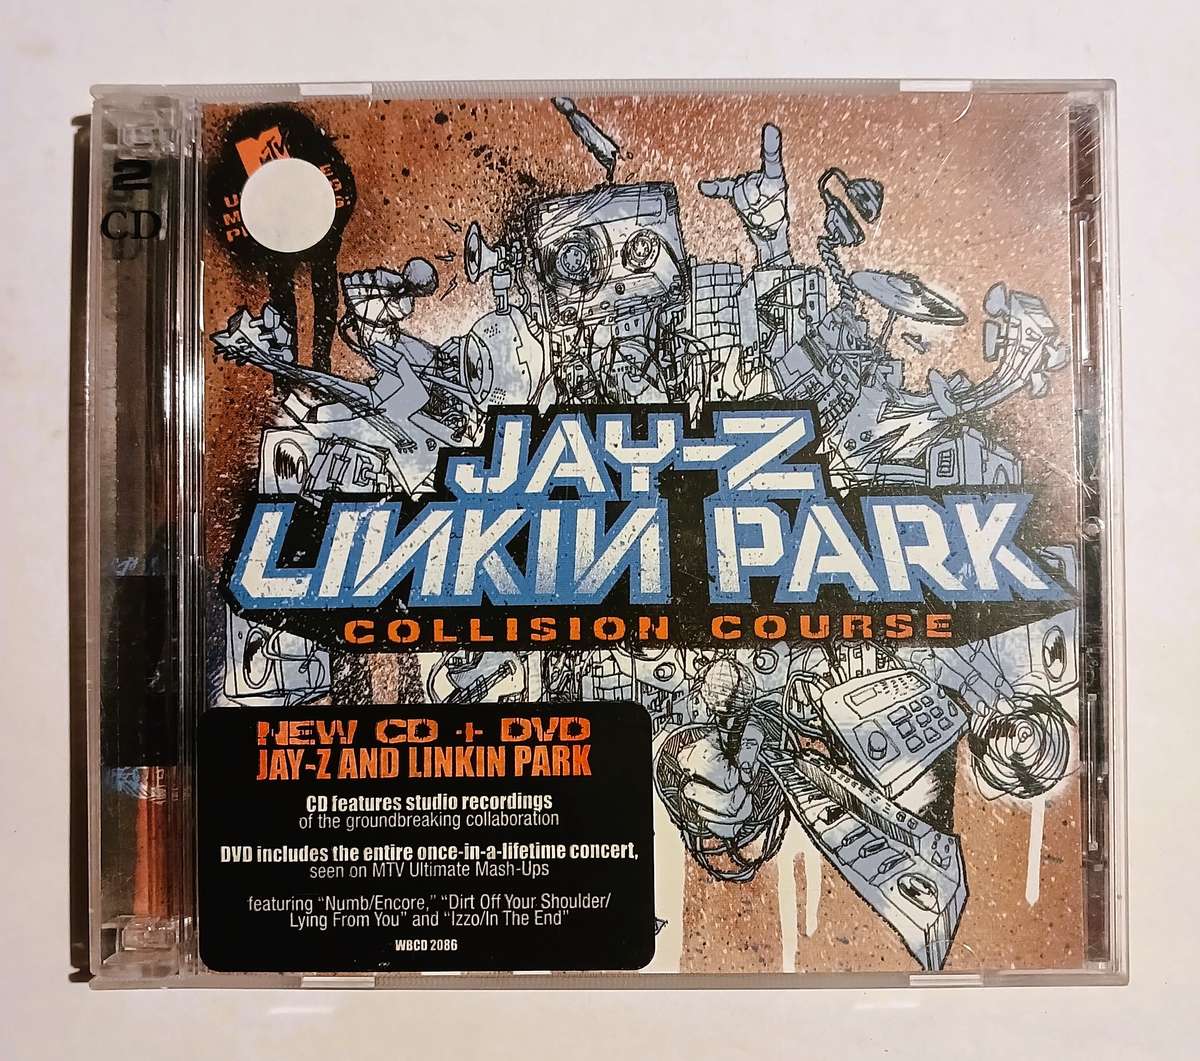 2
CD
MTV
JAY-Z
LINKIN PARK
COLLISION COURSE
NEW CD + DVD
JAY-Z AND LINKIN PARK
CD features studio recordings
of the groundbreaking collaboration
DVD includes the entire once-in-a-lifetime concert,
seen on MTV Ultimate Mash-Ups
featuring "Numb/Encore," "Dirt Off Your Shoulder/
Lying From You" and "Izzo/In The End"
WBCD 2086